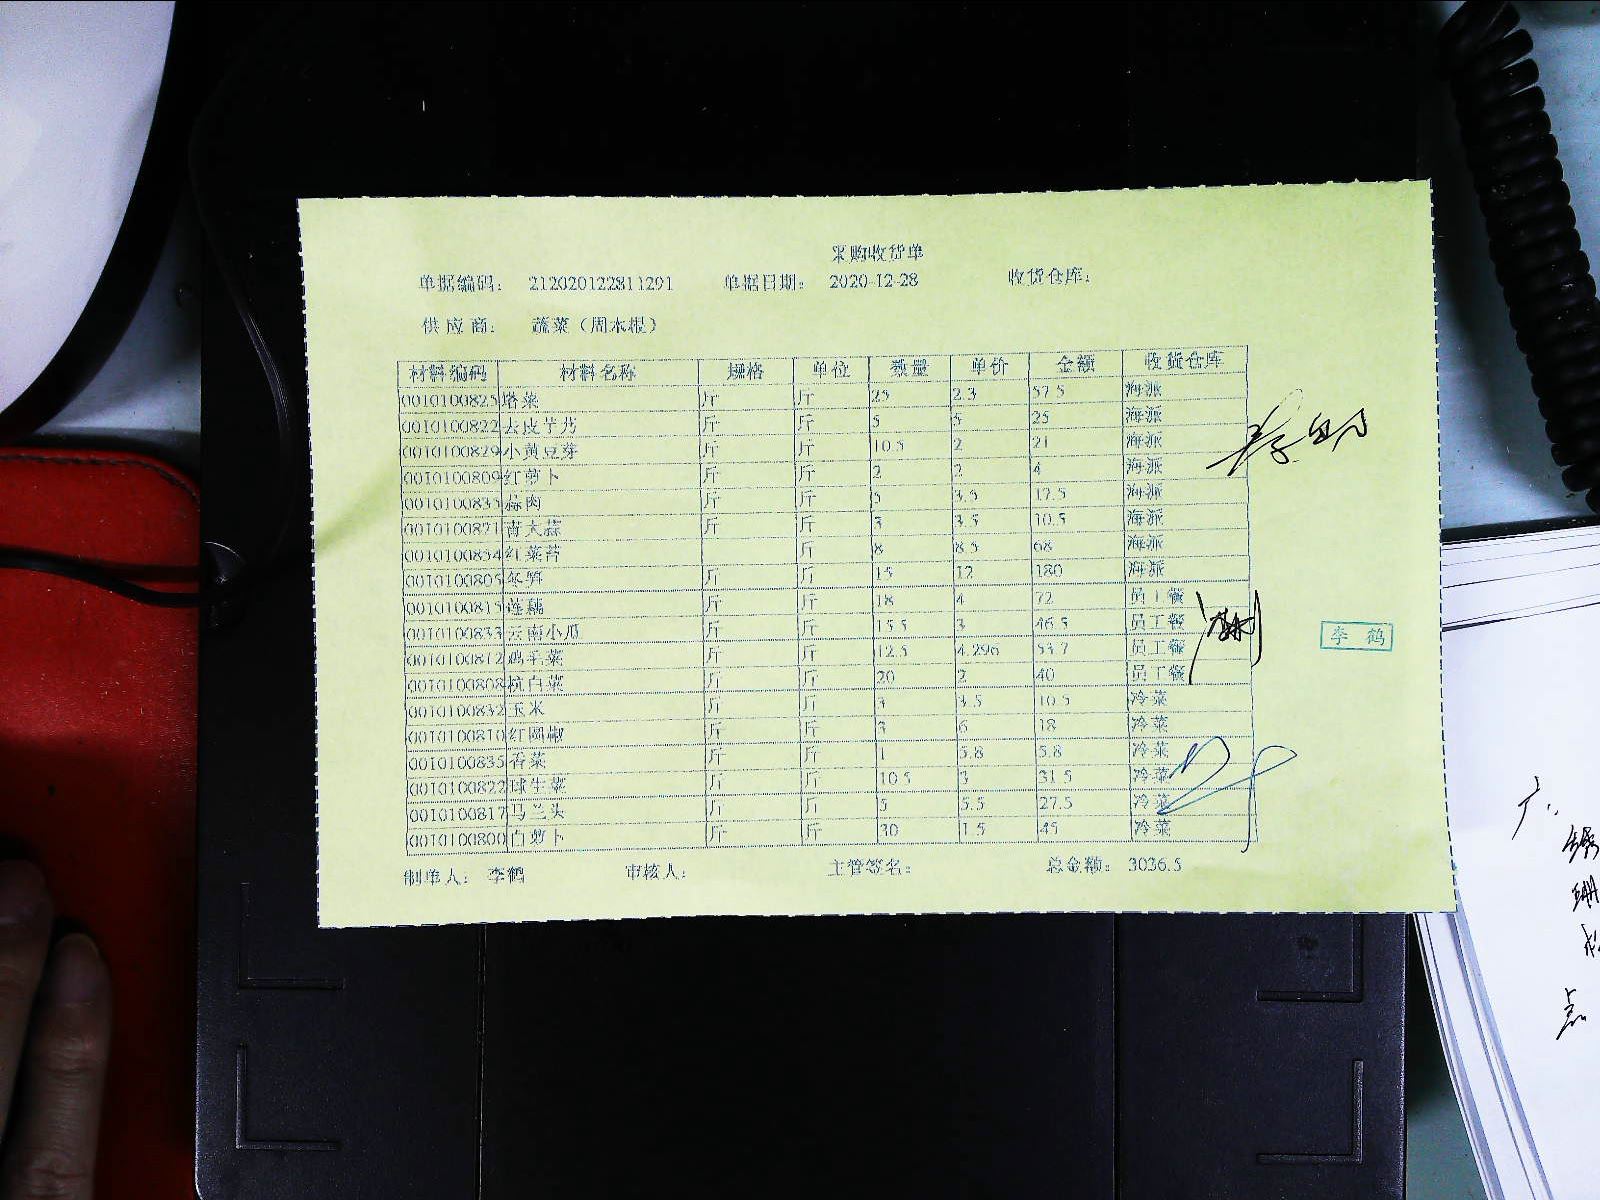 采购收货单
单据编码： 212020122811291 单据日期： 2020-12-28 收货仓库：
供应商： 蔬菜（周本根）
材料编码 材料名称 规格 单位 数量 单价 金额 收货仓库
0010100825 塔菜 斤 斤 25 2.3 57.5 海派
0010100822 去皮芋艿 斤 斤 5 5 25 海派
0010100829 小黄豆芽 斤 斤 10.5 2 21 海派
0010100809 红萝卜 斤 斤 2 2 4 海派
0010100835 蒜肉 斤 斤 5 3.5 17.5 海派
0010100821 青大蒜 斤 斤 3 3.5 10.5 海派
0010100834 红菜苔 斤 8 8.5 68 海派
0010100805 冬笋 斤 斤 15 12 180 海派
0010100815 莲藕 斤 斤 18 4 72 员工餐
0010100833 云南小瓜 斤 斤 15.5 3 46.5 员工餐
0010100812 鸡毛菜 斤 斤 12.5 4.296 53.7 员工餐
0010100808 杭白菜 斤 斤 20 2 40 员工餐
0010100832 玉米 斤 斤 3 3.5 10.5 冷菜
0010100810 红圆椒 斤 斤 3 6 18 冷菜
0010100835 香菜 斤 斤 1 5.8 5.8 冷菜
0010100822 球生菜 斤 斤 10.5 3 31.5 冷菜
0010100817 马兰头 斤 斤 5 5.5 27.5 冷菜
0010100800 白萝卜 斤 斤 30 1.5 45 冷菜
制单人： 李鹤 审核人： 主管签名： 总金额： 3036.5
李 鹤